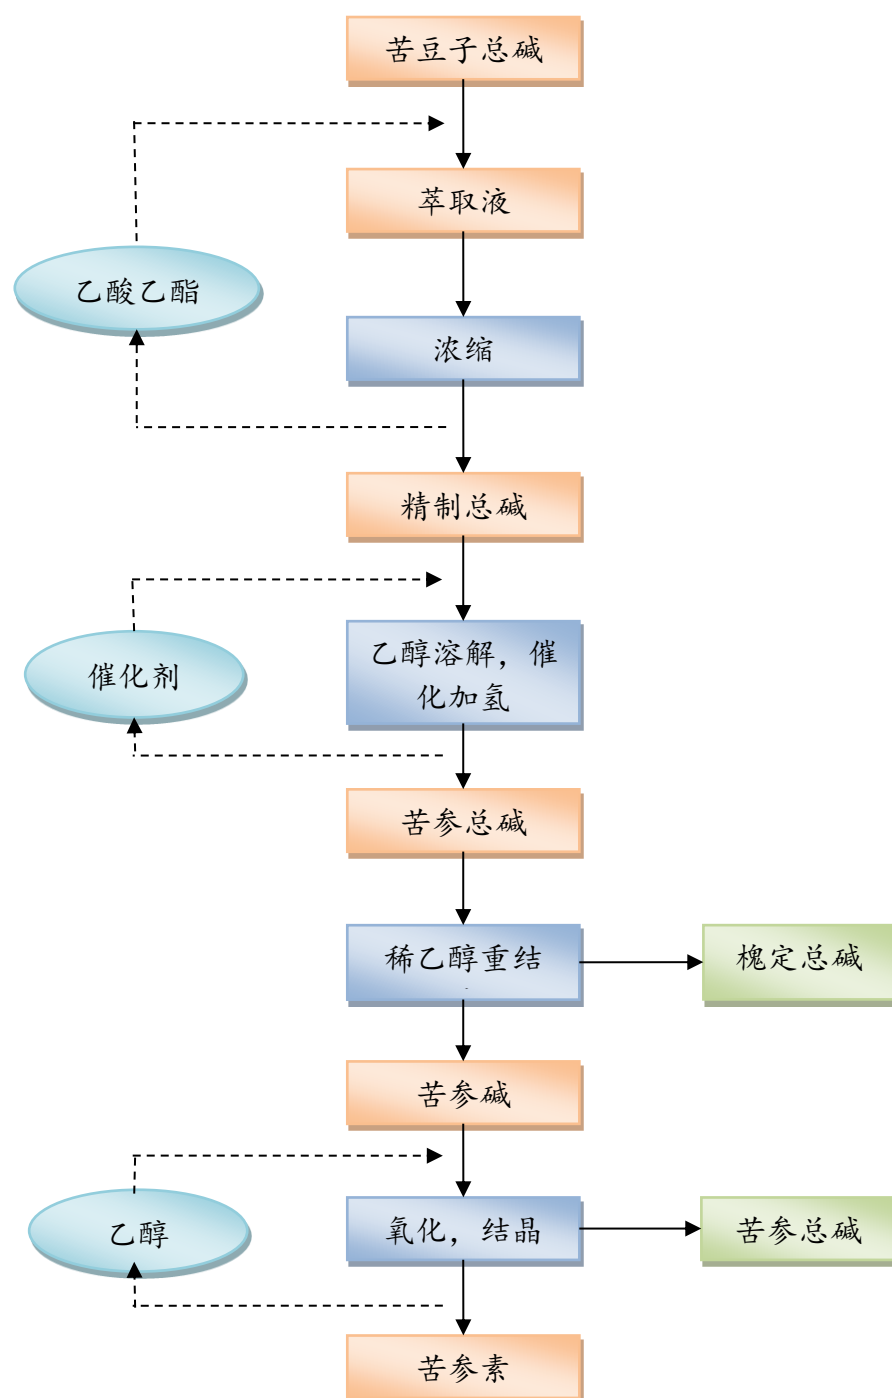 苦豆子总碱
萃取液
乙酸乙酯
浓缩
精制总碱
催化剂
乙醇溶解，催
化加氢
苦参总碱
稀乙醇重结
槐定总碱
苦参碱
乙醇
氧化，结晶
苦参总碱
苦参素